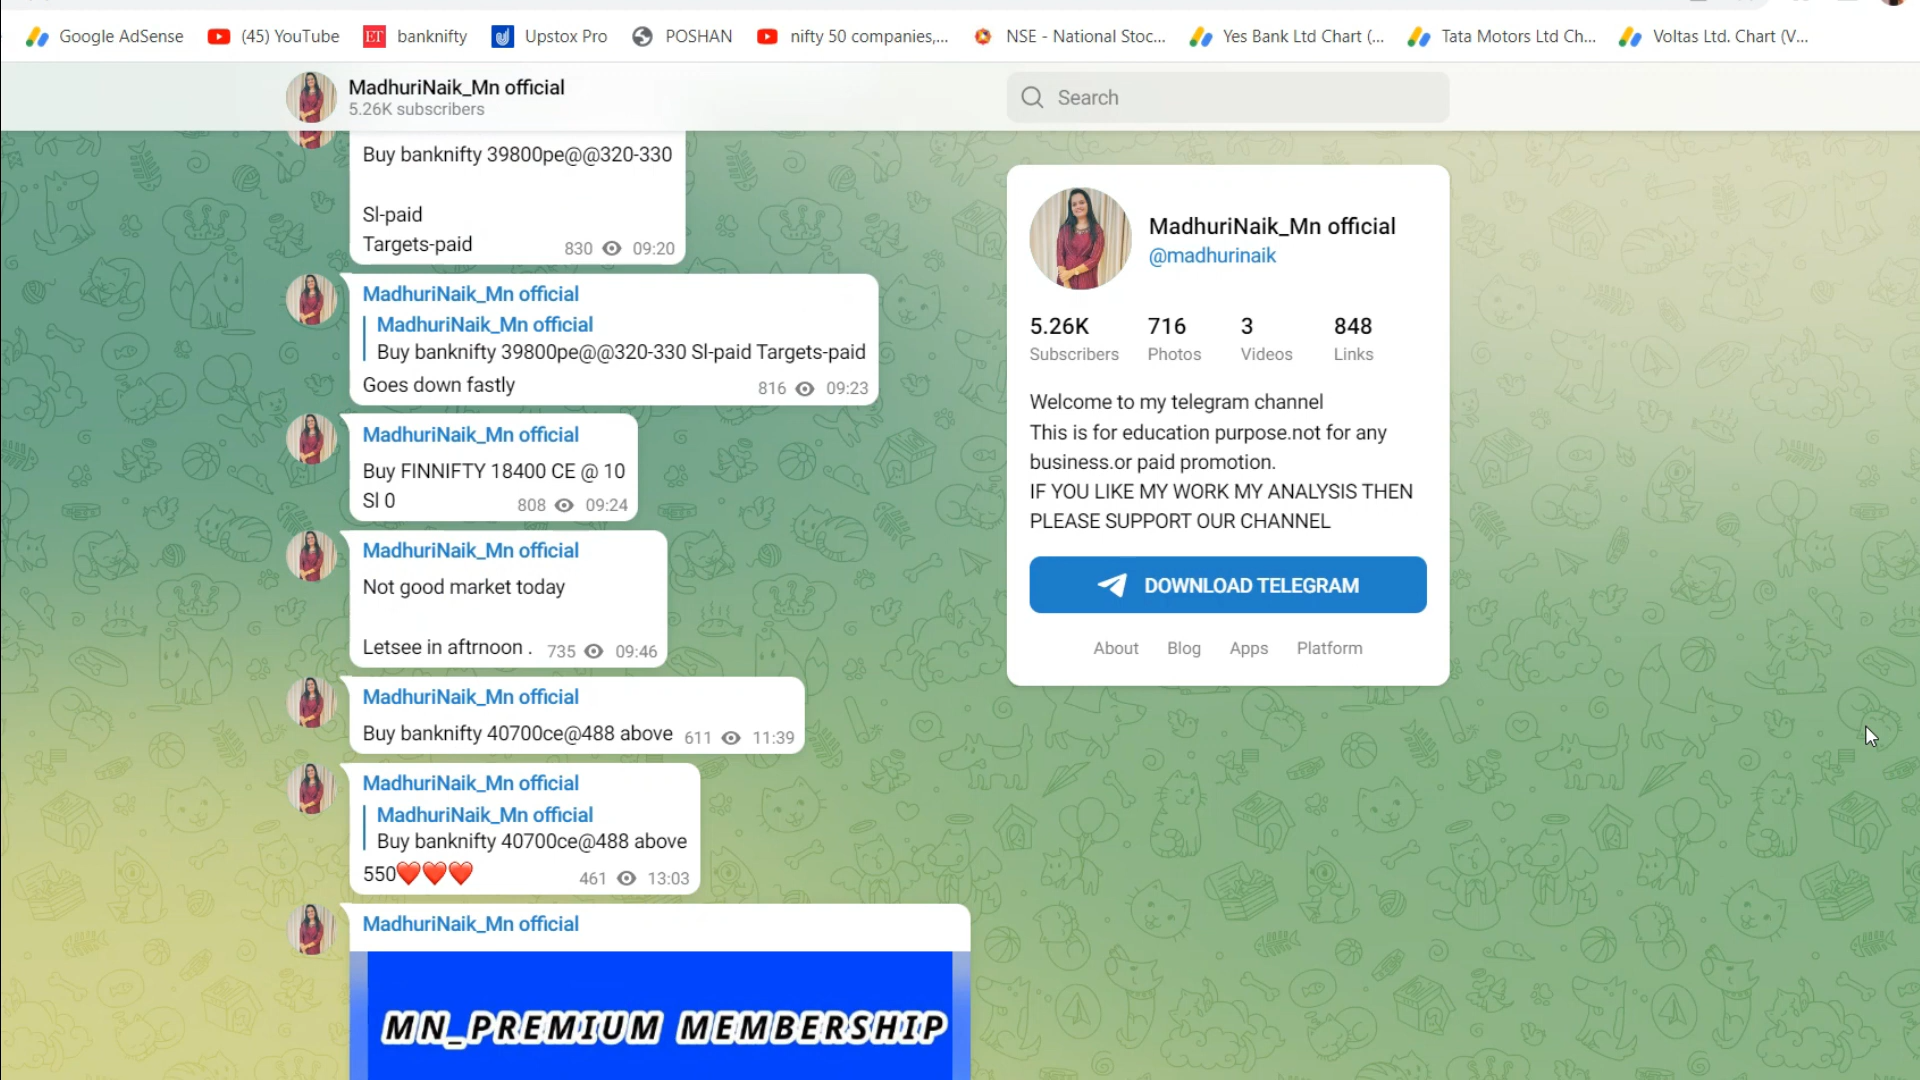 Google AdSense
(45) YouTube
ET banknifty
Upstox Pro
POSHAN
nifty 50 companies,...
NSE - National Stoc...
Yes Bank Ltd Chart (...
Tata Motors Ltd Ch...
Voltas Ltd. Chart (V...
MadhuriNaik_Mn official
5.26K subscribers
Search
Buy banknifty 39800pe@@320-330
Sl-paid
Targets-paid 830 09:20
MadhuriNaik_Mn official
MadhuriNaik_Mn official
Buy banknifty 39800pe@@320-330 Sl-paid Targets-paid
Goes down fastly 816 09:23
MadhuriNaik_Mn official
Buy FINNIFTY 18400 CE @ 10
Sl 0 808 09:24
MadhuriNaik_Mn official
Not good market today
Letsee in aftrnoon . 735 09:46
MadhuriNaik_Mn official
Buy banknifty 40700ce@488 above 611 11:39
MadhuriNaik_Mn official
MadhuriNaik_Mn official
Buy banknifty 40700ce@488 above
550❤️❤️❤️ 461 13:03
MadhuriNaik_Mn official
MN_PREMIUM MEMBERSHIP
MadhuriNaik_Mn official
@madhurinaik
5.26K 716 3 848
Subscribers Photos Videos Links
Welcome to my telegram channel
This is for education purpose.not for any
business.or paid promotion.
IF YOU LIKE MY WORK MY ANALYSIS THEN
PLEASE SUPPORT OUR CHANNEL
DOWNLOAD TELEGRAM
About Blog Apps Platform